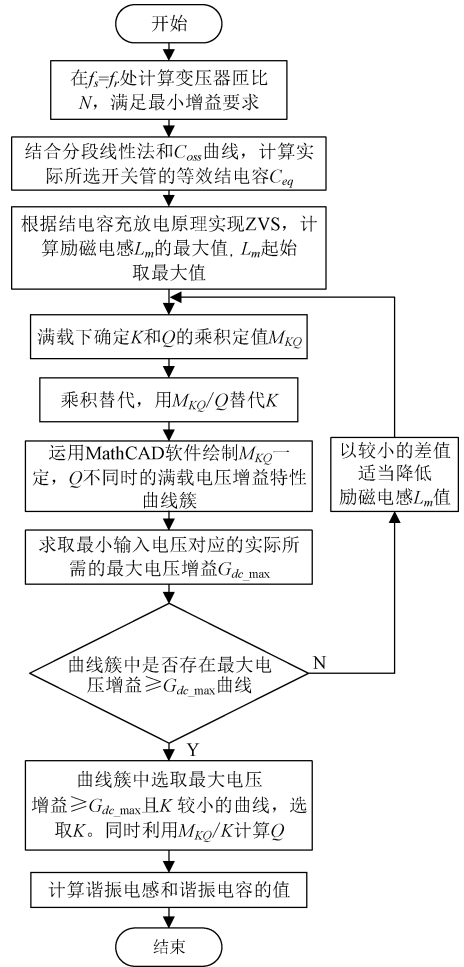 开始
在fs=fr处计算变压器匝比
N，满足最小增益要求
结合分段线性法和Coss曲线，计算实
际所选开关管的等效结电容Ceq
根据结电容充放电原理实现ZVS，计
算励磁电感Lm的最大值, Lm起始
取最大值
满载下确定K和Q的乘积定值MKQ
乘积替代，用MKQ/Q替代K
运用MathCAD软件绘制MKQ一
定，Q不同时的满载电压增益特性
曲线簇
求取最小输入电压对应的实际所
需的最大电压增益Gdc_max
曲线簇中是否存在最大电
压增益≥Gdc_max曲线
N
以较小的差值
适当降低
励磁电感Lm值
Y
曲线簇中选取最大电压
增益≥Gdc_max且K 较小的曲线，选
取K。同时利用MKQ/K计算Q
计算谐振电感和谐振电容的值
结束